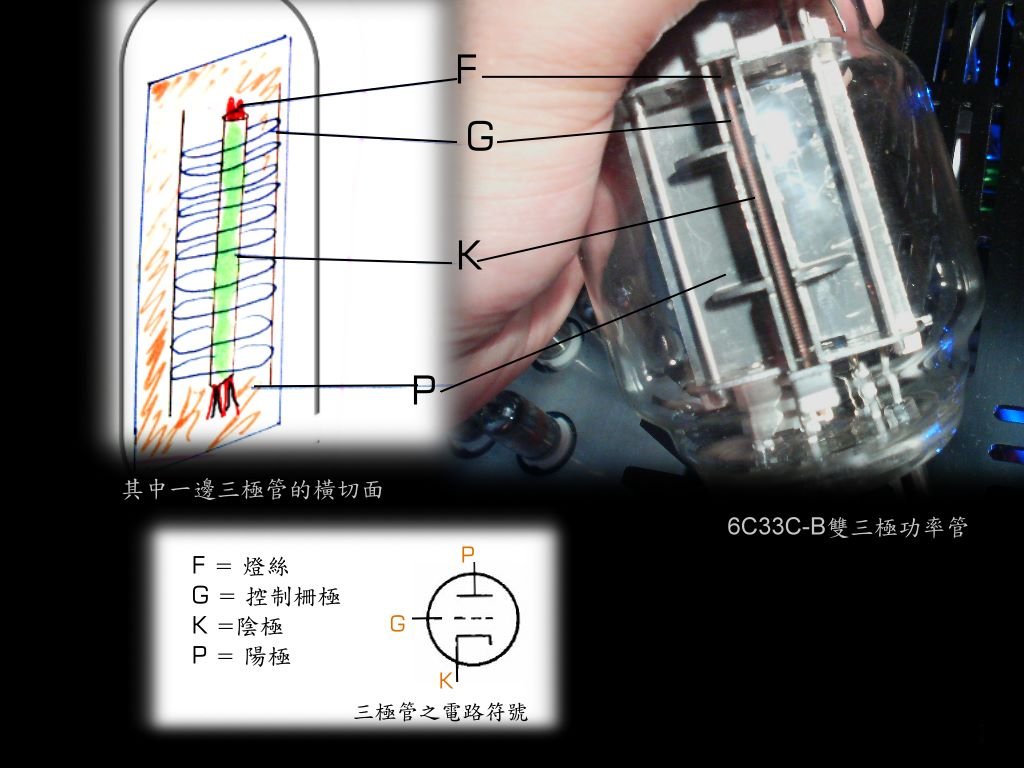 F
G
K
P
其中一邊三極管的橫切面
6C33C-B雙三極功率管
F = 燈絲
G = 控制柵極
K =陰極
P = 陽極
P
G
K
三極管之電路符號